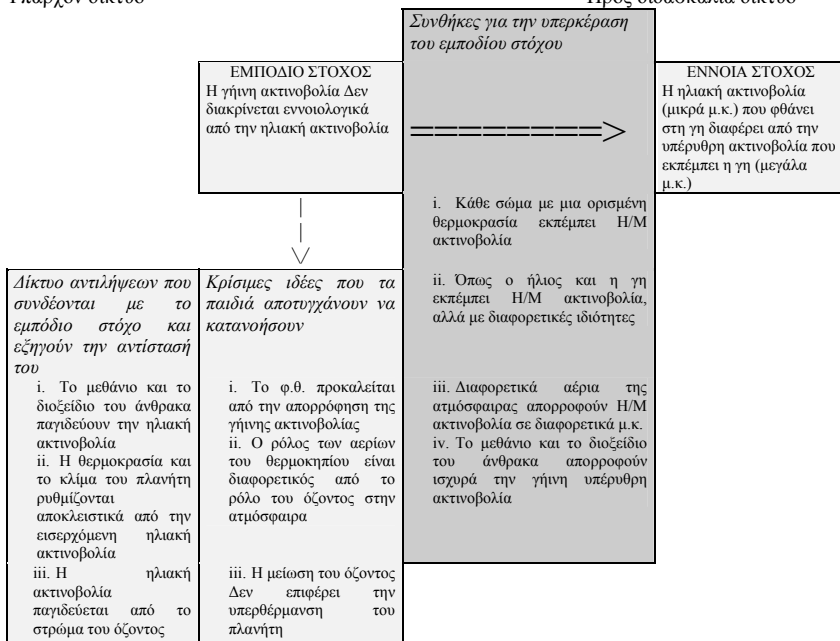 Συνθήκες για την υπερκέραση
του εμποδίου στόχου
ΕΜΠΟΔΙΟ ΣΤΟΧΟΣ
Η γήινη ακτινοβολία Δεν
διακρίνεται εννοιολογικά
από την ηλιακή ακτινοβολία
==========>
ΕΝΝΟΙΑ ΣΤΟΧΟΣ
Η ηλιακή ακτινοβολία
(μικρά μ.κ.) που φθάνει
στη γη διαφέρει από την
υπέρυθρη ακτινοβολία που
εκπέμπει η γη (μεγάλα
μ.κ.)
Δίκτυο αντιλήψεων που
συνδέονται με το
εμπόδιο στόχο και
εξηγούν την αντίστασή
του
i. Το μεθάνιο και το
διοξείδιο του άνθρακα
παγιδεύουν την ηλιακή
ακτινοβολία
ii. Η θερμοκρασία και
το κλίμα του πλανήτη
ρυθμίζονται
αποκλειστικά από την
εισερχόμενη ηλιακή
ακτινοβολία
iii. Η ηλιακή
ακτινοβολία
παγιδεύεται από το
στρώμα του όζοντος
Κρίσιμες ιδέες που τα
παιδιά αποτυγχάνουν να
κατανοήσουν
i. Το φ.θ. προκαλείται
από την απορρόφηση της
γήινης ακτινοβολίας
ii. Ο ρόλος των αερίων
του θερμοκηπίου είναι
διαφορετικός από το
ρόλο του όζοντος στην
ατμόσφαιρα
iii. Η μείωση του όζοντος
Δεν επιφέρει την
υπερθέρμανση του
πλανήτη
i. Κάθε σώμα με μια ορισμένη
θερμοκρασία εκπέμπει Η/Μ
ακτινοβολία
ii. Όπως ο ήλιος και η γη
εκπέμπει Η/Μ ακτινοβολία,
αλλά με διαφορετικές ιδιότητες
iii. Διαφορετικά αέρια της
ατμόσφαιρας απορροφούν Η/Μ
ακτινοβολία σε διαφορετικά μ.κ.
iv. Το μεθάνιο και το διοξείδιο
του άνθρακα απορροφούν
ισχυρά την γήινη υπέρυθρη
ακτινοβολία